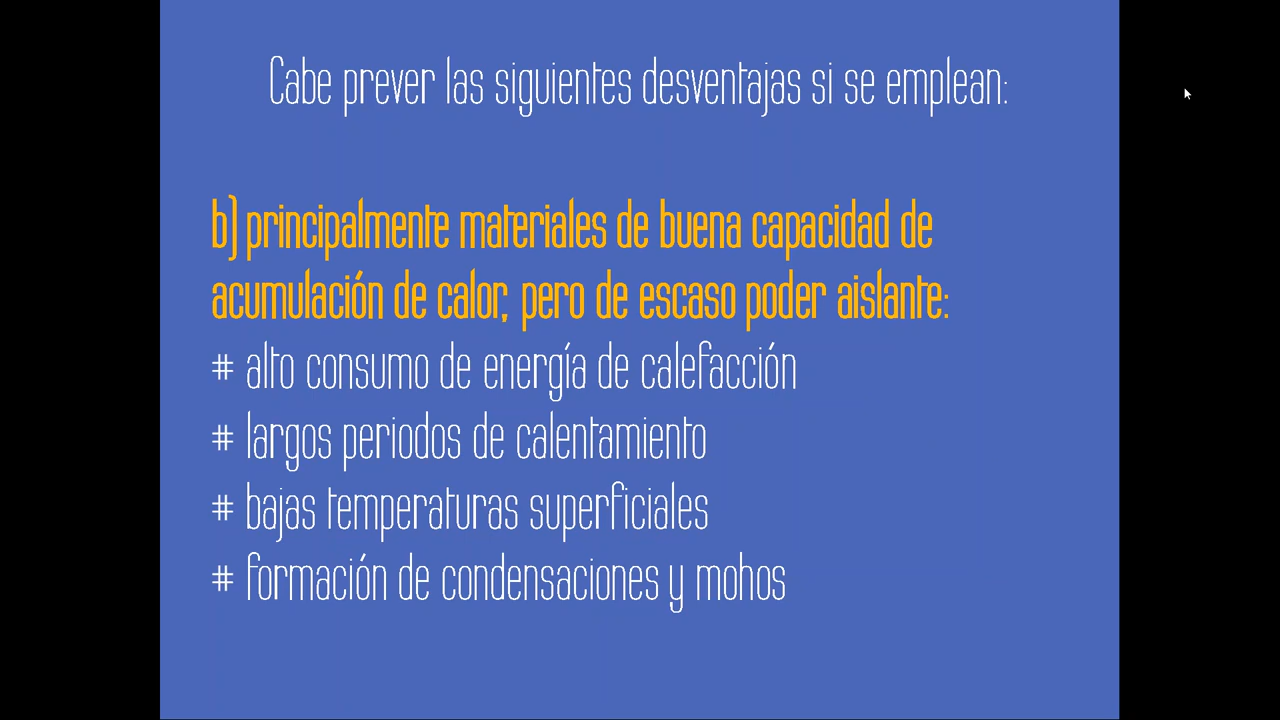 Cabe prever las siguientes desventajas si se emplean:
b) principalmente materiales de buena capacidad de
acumulación de calor, pero de escaso poder aislante:
# alto consumo de energía de calefacción
# largos periodos de calentamiento
# bajas temperaturas superficiales
# formación de condensaciones y mohos